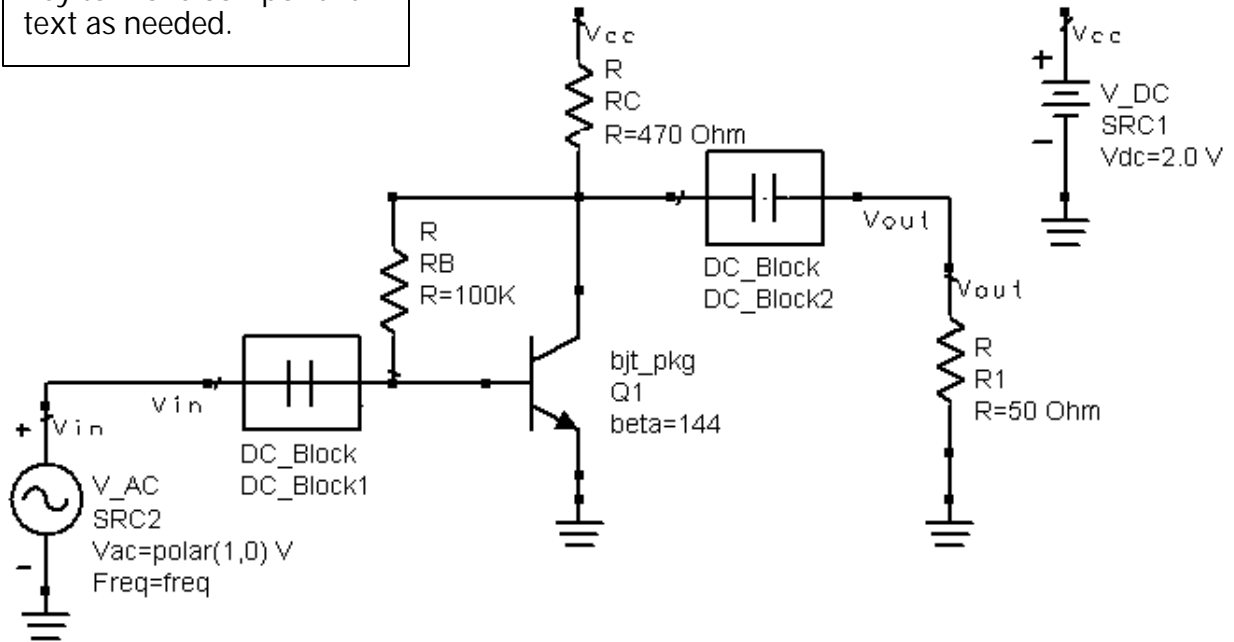 text as needed.
Vcc
R
RC
R=470 Ohm
Vcc
V_DC
SRC1
Vdc=2.0 V
+
-
R
RB
R=100K
DC_Block
DC_Block2
Vout
Vout
R
R1
R=50 Ohm
bjt_pkg
Q1
beta=144
Vin
Vin
DC_Block
DC_Block1
+
-
V_AC
SRC2
Vac=polar(1,0) V
Freq=freq